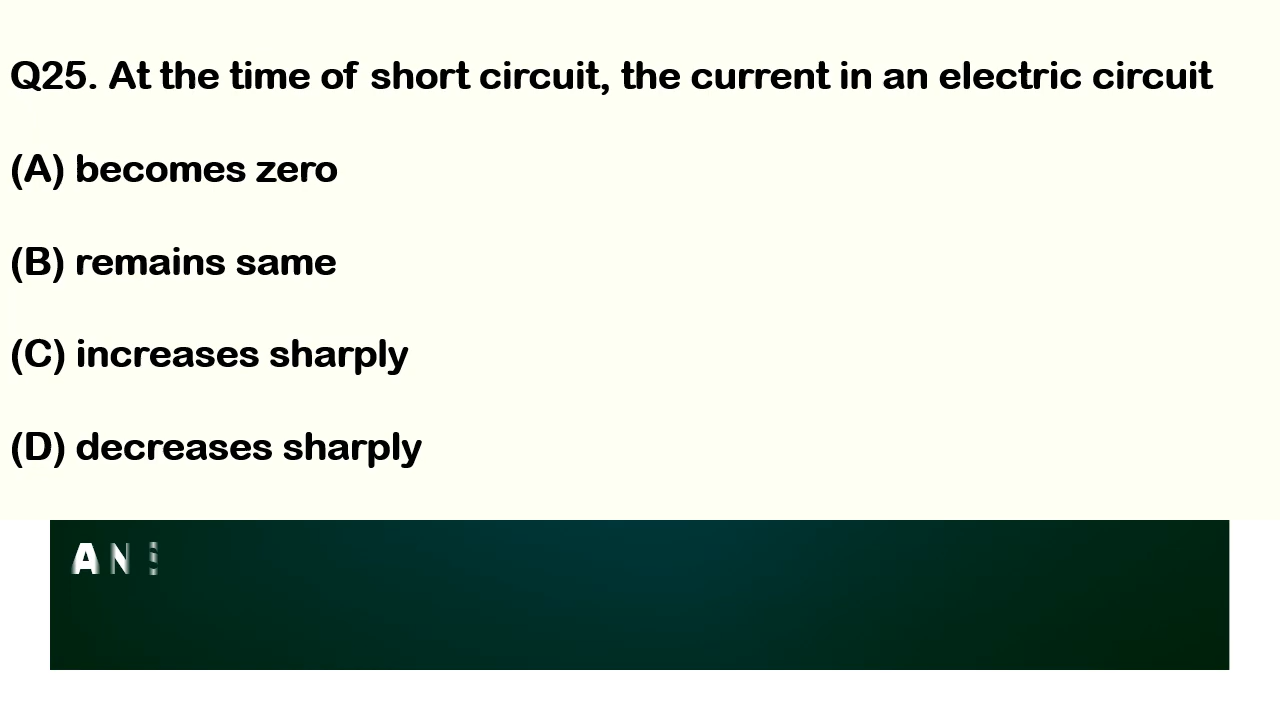 Q25. At the time of short circuit, the current in an electric circuit
(A) becomes zero
(B) remains same
(C) increases sharply
(D) decreases sharply
A N S